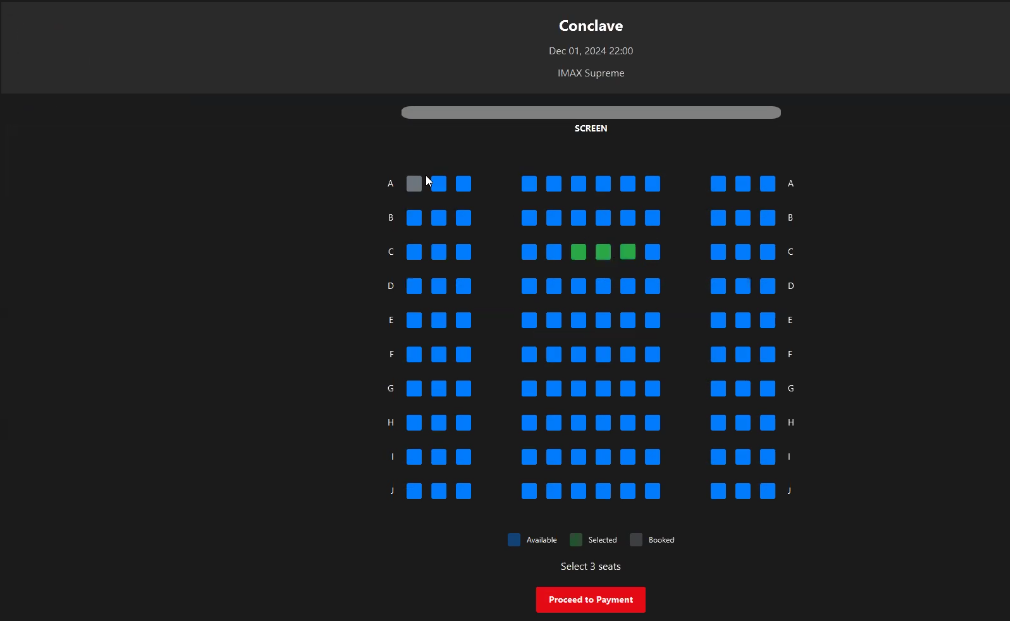 Conclave
Dec 01, 2024 22:00
IMAX Supreme
SCREEN
A A
B B
C C
D D
E E
F F
G G
H H
I I
J J
Available Selected Booked
Select 3 seats
Proceed to Payment